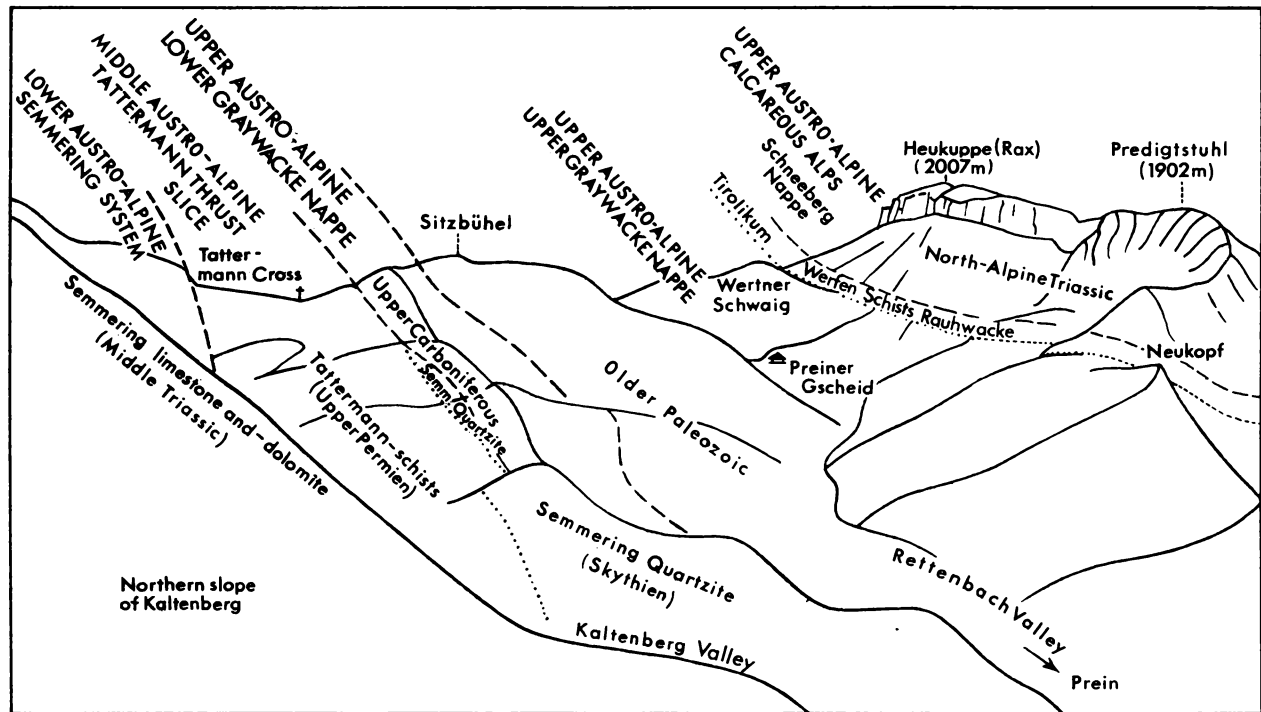 LOWER AUSTRO-ALPINE
SEMMERING SYSTEM
MIDDLE AUSTRO-ALPINE
TATTERMANN THRUST
SLICE
UPPER AUSTRO-ALPINE
LOWER GRAYWACKE NAPPE
UPPER AUSTRO-ALPINE
UPPER GRAYWACKE NAPPE
UPPER AUSTRO-ALPINE
CALCAREOUS ALPS
Schneeberg
Nappe
Tirolikum
Heukuppe (Rax)
(2007m)
Predigtstuhl
(1902m)
Tatter-
mann Cross
Sitzbühel
Wertner
Schwaig
North-Alpine Triassic
Werfen Schists Rauhwacke
Neukopf
Preiner
Gscheid
Semmering limestone and-dolomite
(Middle Triassic)
Tattermann-schists
(Upper Permien)
Upper Carboniferous
Semm. Quartzite
Older Paleozoic
Semmering Quartzite
(Skythien)
Northern slope
of Kaltenberg
Kaltenberg Valley
Rettenbach Valley
Prein